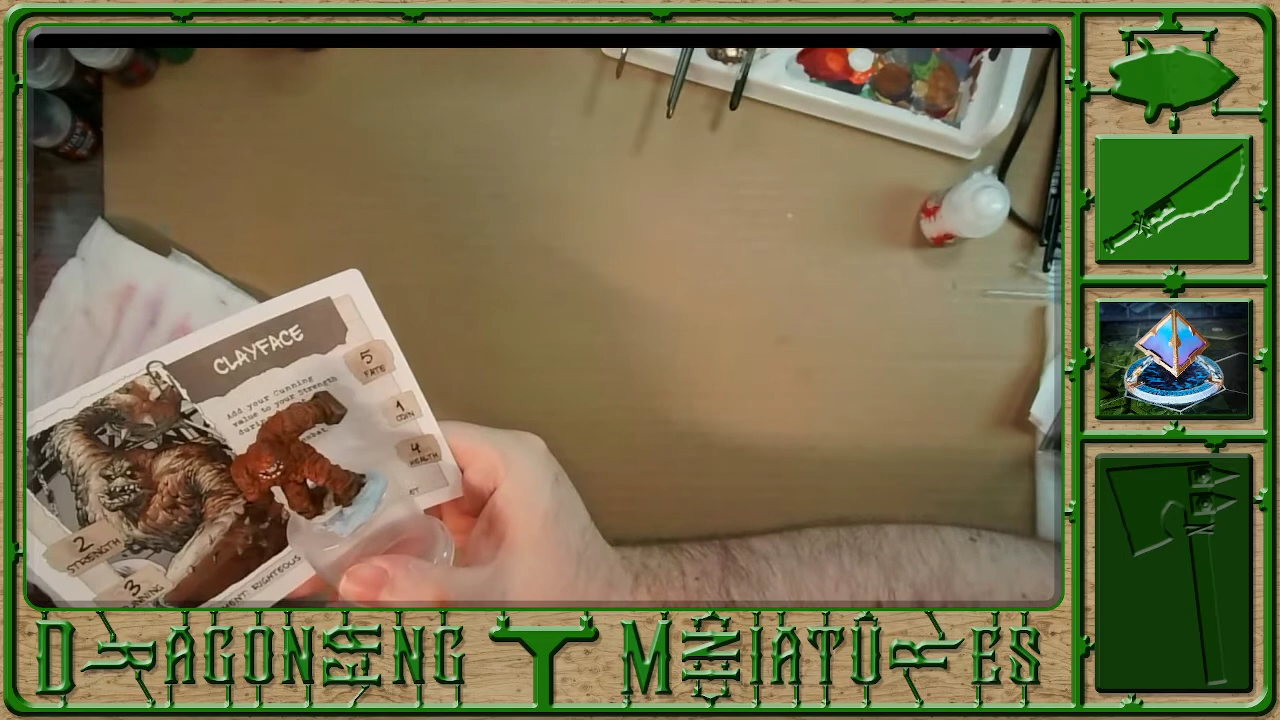 CLAYFACE
5
FATE
Add your Cunning
value to your Strength
1
COIN
4
HEALTH
2
STRENGTH
3
RIGHTEOUS
DRAGONSENG T MINIATURES